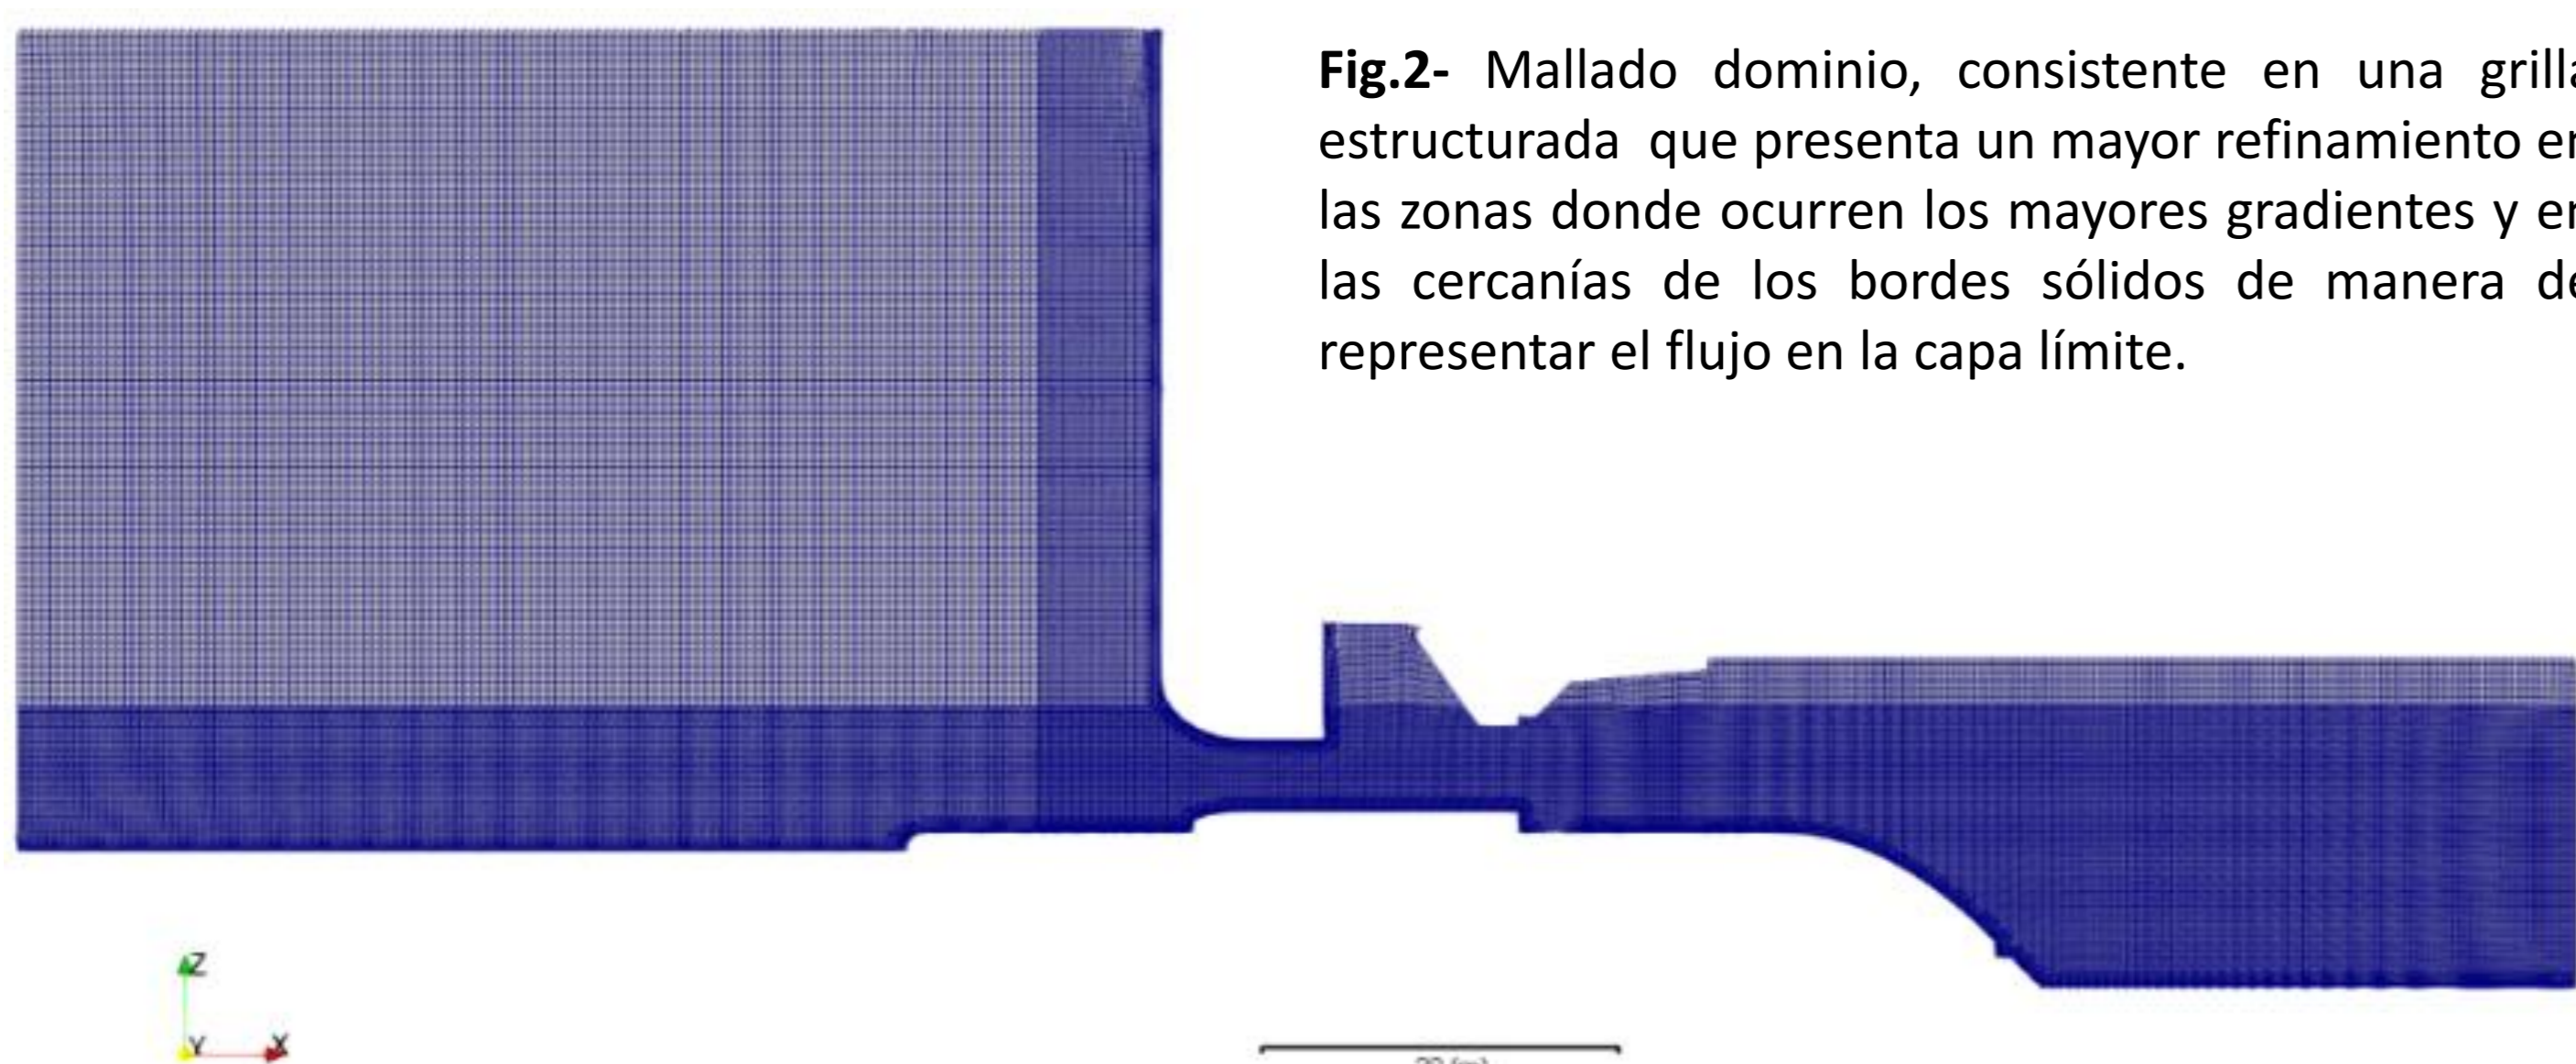 Fig.2- Mallado dominio, consistente en una grilla
estructurada que presenta un mayor refinamiento en
las zonas donde ocurren los mayores gradientes y en
las cercanías de los bordes sólidos de manera de
representar el flujo en la capa límite.
Z
Y X